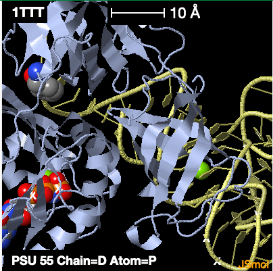 1TTT
10 Å
PSU 55 Chain=D Atom=P
JSmol